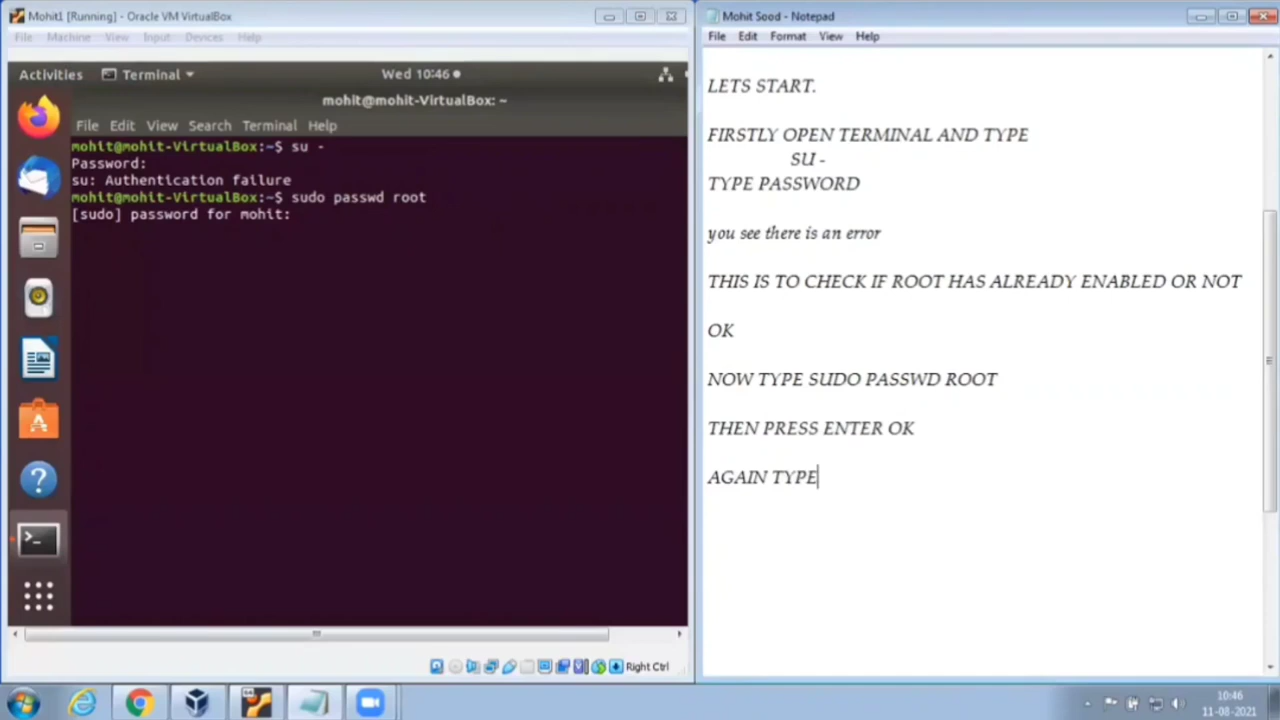 Mohit1 [Running] - Oracle VM VirtualBox
File Machine View Input Devices Help
Activities Terminal Wed 10:46
mohit@mohit-VirtualBox: ~
File Edit View Search Terminal Help
mohit@mohit-VirtualBox:~$ su -
Password:
su: Authentication failure
mohit@mohit-VirtualBox:~$ sudo passwd root
[sudo] password for mohit:
Right Ctrl
Mohit Sood - Notepad
File Edit Format View Help
LETS START.
FIRSTLY OPEN TERMINAL AND TYPE
SU -
TYPE PASSWORD
you see there is an error
THIS IS TO CHECK IF ROOT HAS ALREADY ENABLED OR NOT
OK
NOW TYPE SUDO PASSWD ROOT
THEN PRESS ENTER OK
AGAIN TYPE
10:46
11-08-2021